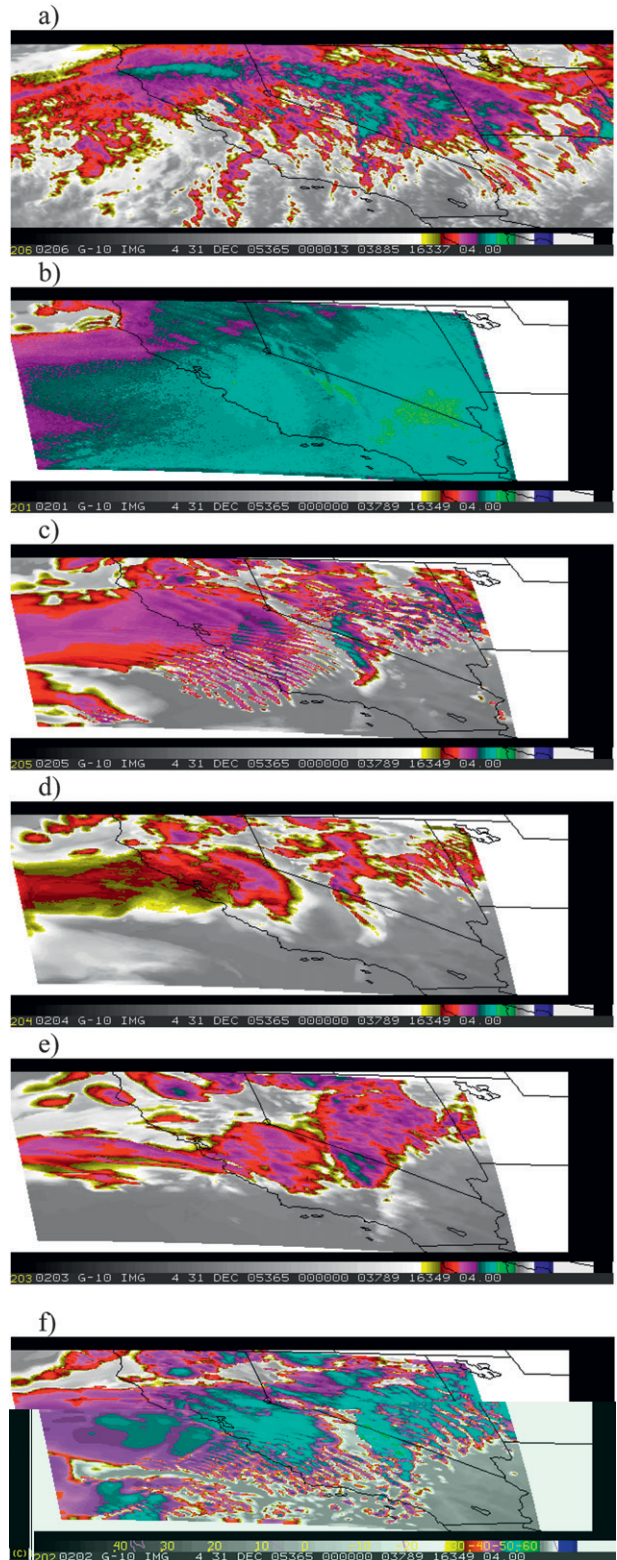 a)
206 0206 G-10 IMG 4 31 DEC 05365 000013 03885 16337 04.00
b)
201 0201 G-10 IMG 4 31 DEC 05365 000000 03789 16349 04.00
c)
205 0205 G-10 IMG 4 31 DEC 05365 000000 03789 16349 04.00
d)
204 0204 G-10 IMG 4 31 DEC 05365 000000 03789 16349 04.00
e)
203 0203 G-10 IMG 4 31 DEC 05365 000000 03789 16349 04.00
f)
(C) 40 30 20 10 0 -20 -30 -40 -50 -60
202 0202 G-10 IMG 4 31 DEC 05365 000000 03789 16349 04.00